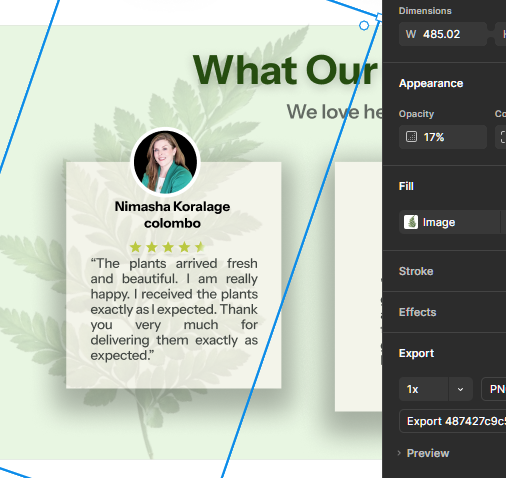 What Our
We love he
Nimasha Koralage
colombo
“The plants arrived fresh
and beautiful. I am really
happy. I received the plants
exactly as I expected. Thank
you very much for
delivering them exactly as
expected.”
Dimensions
W 485.02
Appearance
Opacity
Co
17%
Fill
Image
Stroke
Effects
Export
1x
PN
Export 487427c9c5
Preview